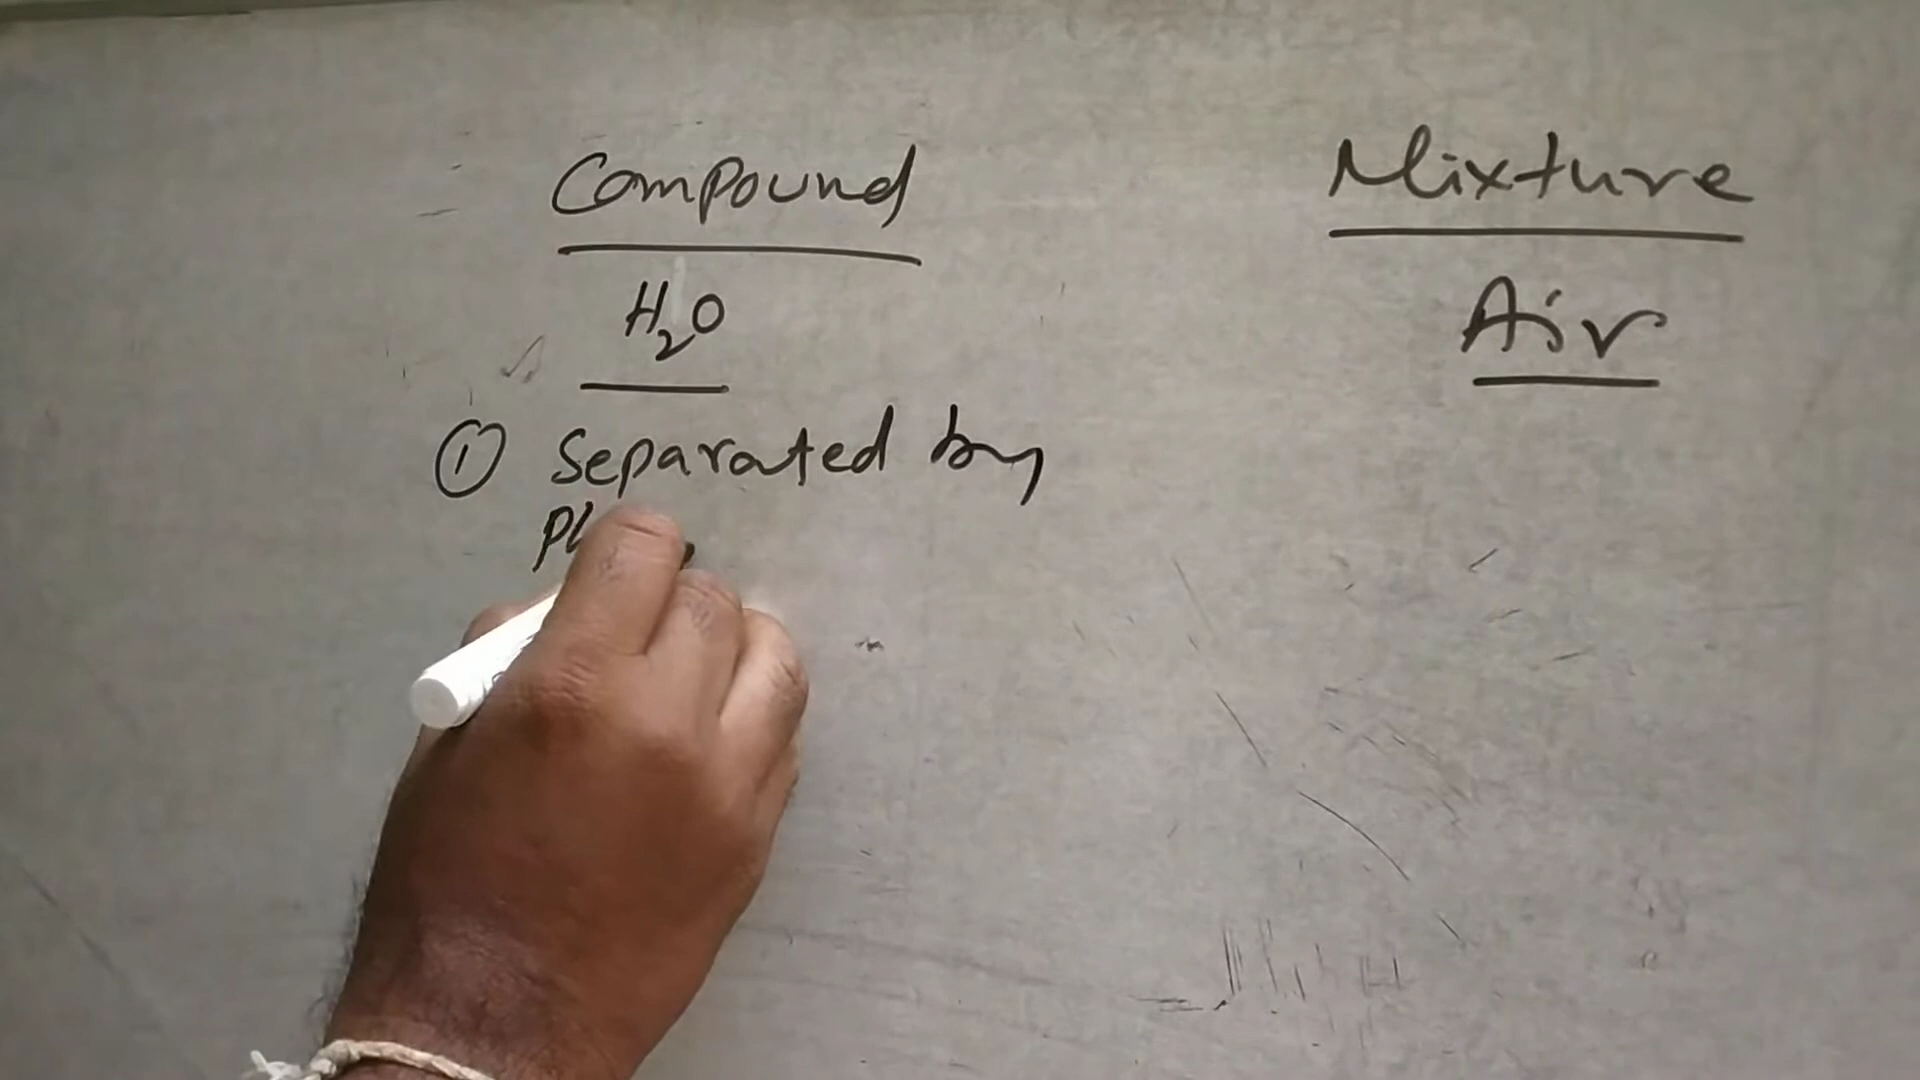 Compound
Mixture
H₂O
Air
① Separated by